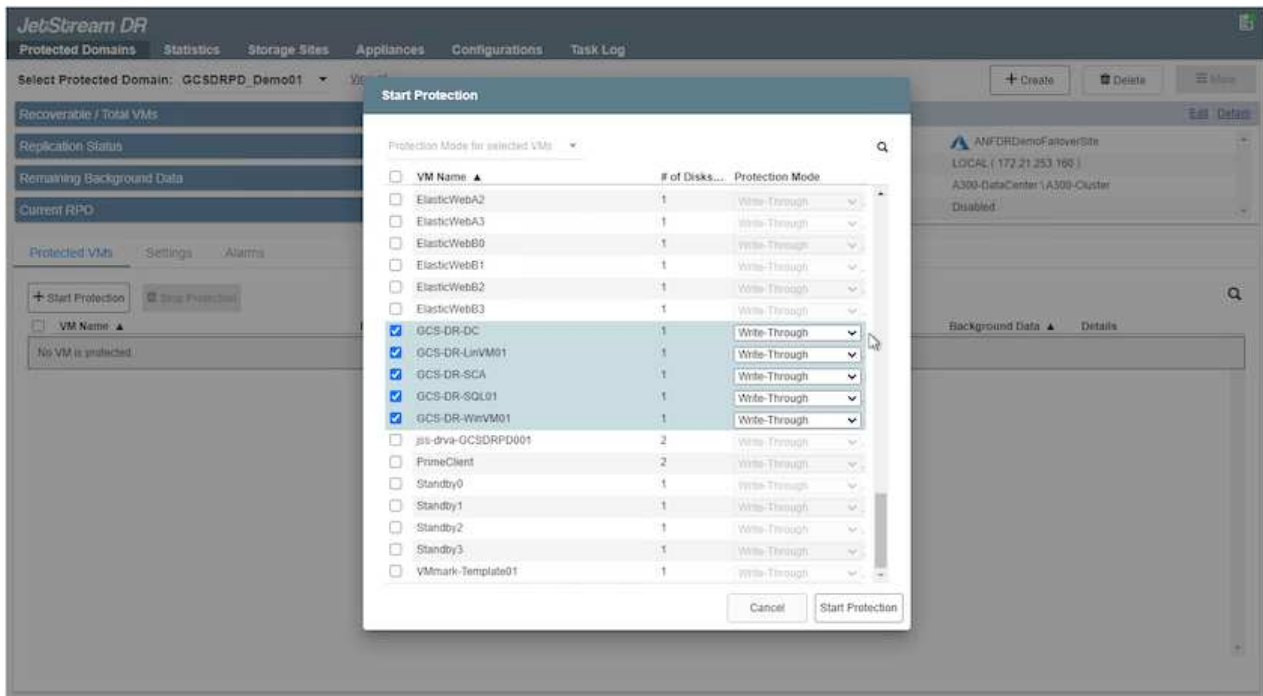 JetStream DR
Protected Domains Statistics Storage Sites Appliances Configurations Task Log
Select Protected Domain: GCSDRPD_Demo01
+ Create Delete More
Recoverable / Total VMs
Edit Details
Replication Status
ANFDRDemoFailoverSite
LOCAL ( 172.21.253.160 )
Remaining Background Data
A300-DataCenter \ A300-Cluster
Current RPO
Disabled
Protected VMs Settings Alarms
+ Start Protection Stop Protection
VM Name ▲ Background Data ▲ Details
No VM is protected
Start Protection
Protection Mode for selected VMs
VM Name ▲ # of Disks... Protection Mode
ElasticWebA2 1 Write-Through
ElasticWebA3 1 Write-Through
ElasticWebB0 1 Write-Through
ElasticWebB1 1 Write-Through
ElasticWebB2 1 Write-Through
ElasticWebB3 1 Write-Through
GCS-DR-DC 1 Write-Through
GCS-DR-LinVM01 1 Write-Through
GCS-DR-SCA 1 Write-Through
GCS-DR-SQL01 1 Write-Through
GCS-DR-WinVM01 1 Write-Through
jss-drva-GCSDRPD001 2 Write-Through
PrimeClient 2 Write-Through
Standby0 1 Write-Through
Standby1 1 Write-Through
Standby2 1 Write-Through
Standby3 1 Write-Through
VMmark-Template01 1 Write-Through
Cancel Start Protection